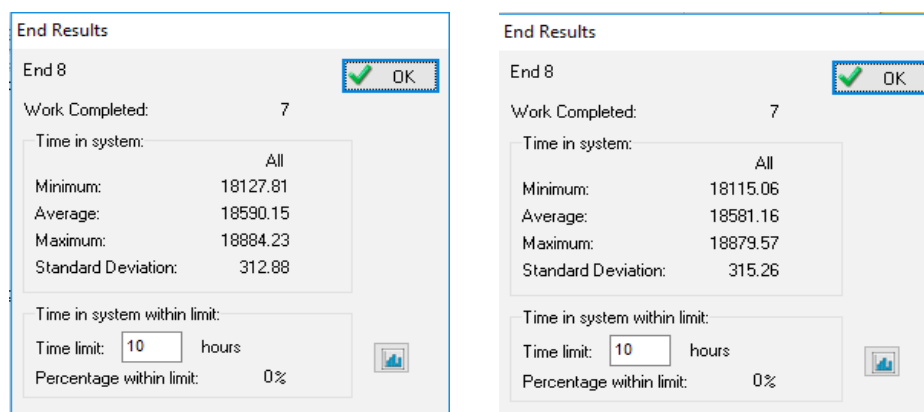 End Results
End 8
OK
Work Completed: 7
Time in system:
All
Minimum: 18127.81
Average: 18590.15
Maximum: 18884.23
Standard Deviation: 312.88
Time in system within limit:
Time limit: 10 hours
Percentage within limit: 0%
End Results
End 8
OK
Work Completed: 7
Time in system:
All
Minimum: 18115.06
Average: 18581.16
Maximum: 18879.57
Standard Deviation: 315.26
Time in system within limit:
Time limit: 10 hours
Percentage within limit: 0%